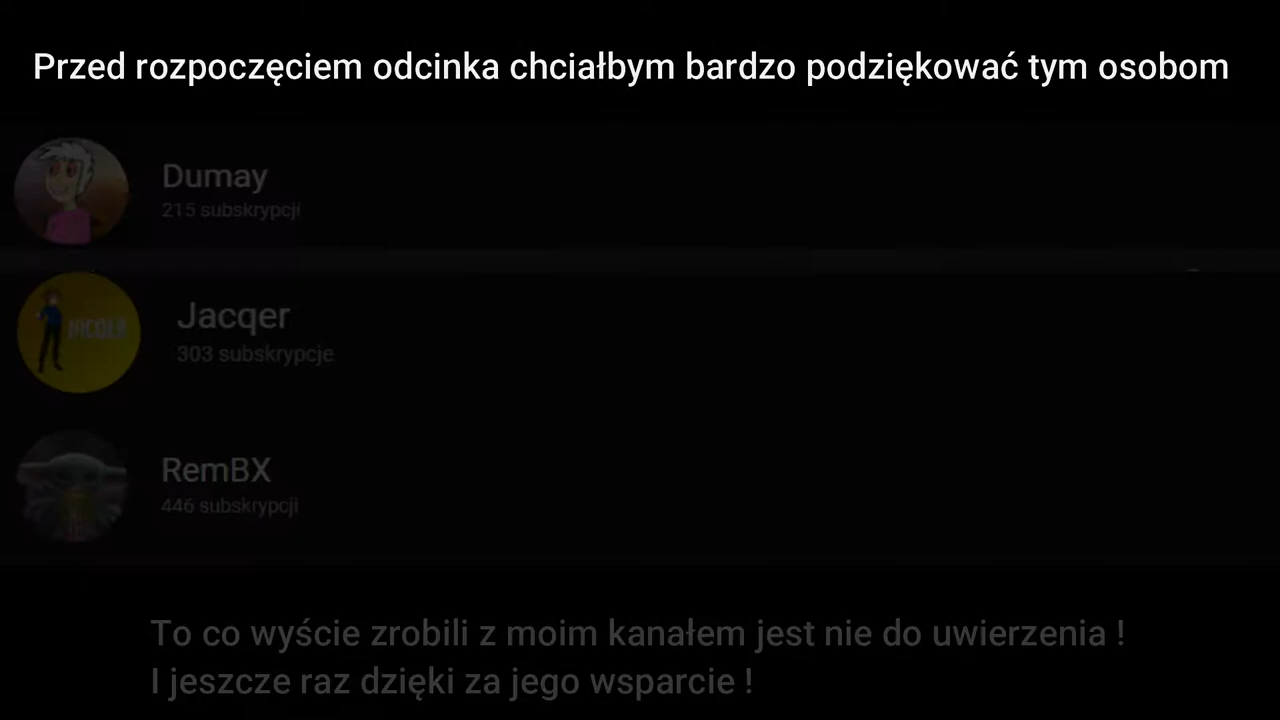 Przed rozpoczęciem odcinka chciałbym bardzo podziękować tym osobom
Dumay
215 subskrypcji
Jacqer
303 subskrypcje
RemBX
446 subskrypcji
To co wyście zrobili z moim kanałem jest nie do uwierzenia !
I jeszcze raz dzięki za jego wsparcie !